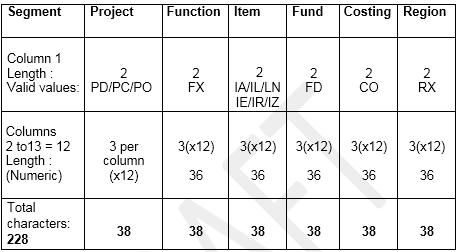 Segment Project Function Item Fund Costing Region
Column 1
Length : 2 2 2 2 2 2
Valid values: PD/PC/PO FX IA/IL/LN FD CO RX
IE/IR/IZ
Columns
2 to13 = 12 3 per 3(x12) 3(x12) 3(x12) 3(x12) 3(x12)
Length : column
(Numeric) (x12) 36 36 36 36 36
Total
characters:
228 38 38 38 38 38 38